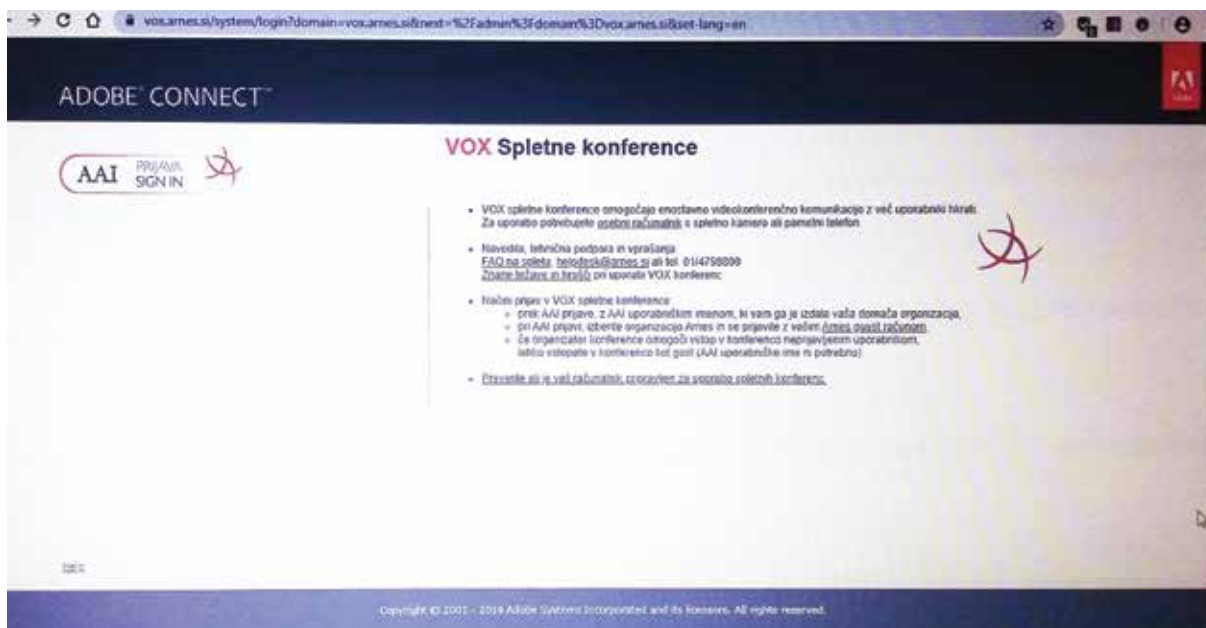 vox.arnes.si/system/login?domain=vox.arnes.si&next=%2Fadmin%3Fdomain%3Dvox.arnes.si&set-lang=en
ADOBE CONNECT™
AAI PRIJAVA SIGN IN
VOX Spletne konference
VOX spletne konference omogočajo enostavno videokonferenčno komunikacijo z več uporabniki hkrati.
Za uporabo potrebujete osebni računalnik s spletno kamero ali pametni telefon.
Navodila, tehnična podpora in vprašanja:
FAQ na spletu, helpdesk@arnes.si ali tel. 01/4798899
Znane težave in hrošči pri uporabi VOX konferenc
Način prijav v VOX spletne konference:
prek AAI prijave, z AAI uporabniškim imenom, ki vam ga je izdala vaša domača organizacija,
pri AAI prijavi, izberite organizacijo Arnes in se prijavite z vašim Arnes računom,
če organizator konference omogoči vstop v konferenco neprijavljenim uporabnikom,
lahko vstopate v konferenco kot gost (AAI uporabniško ime ni potrebno)
Preverite ali je vaš računalnik pripravljen za uporabo spletnih konferenc.
Copyright © 2001 - 2018 Adobe Systems Incorporated and its licensors. All rights reserved.